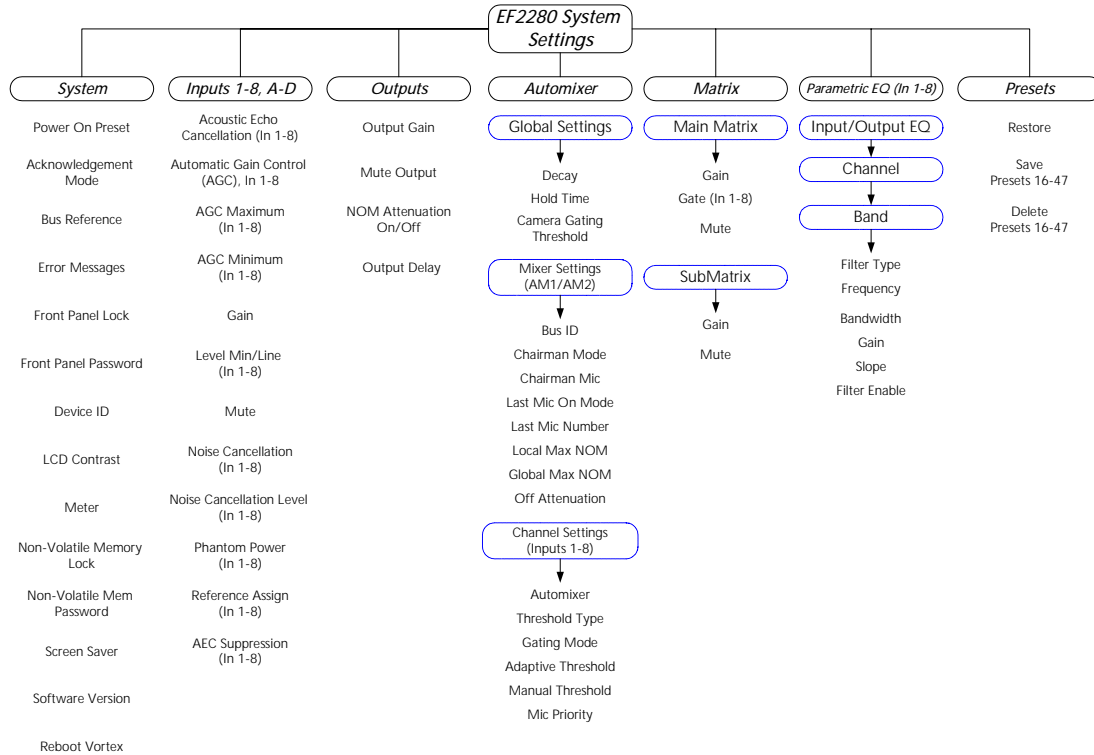 EF2280 System
Settings
System
Power On Preset
Acknowledgement
Mode
Bus Reference
Error Messages
Front Panel Lock
Front Panel Password
Device ID
LCD Contrast
Meter
Non-Volatile Memory
Lock
Non-Volatile Mem
Password
Screen Saver
Software Version
Reboot Vortex
Inputs 1-8, A-D
Acoustic Echo
Cancellation (In 1-8)
Automatic Gain Control
(AGC), In 1-8
AGC Maximum
(In 1-8)
AGC Minimum
(In 1-8)
Gain
Level Min/Line
(In 1-8)
Mute
Noise Cancellation
(In 1-8)
Noise Cancellation Level
(In 1-8)
Phantom Power
(In 1-8)
Reference Assign
(In 1-8)
AEC Suppression
(In 1-8)
Outputs
Output Gain
Mute Output
NOM Attenuation
On/Off
Output Delay
Automixer
Global Settings
Decay
Hold Time
Camera Gating
Threshold
Mixer Settings
(AM1/AM2)
Bus ID
Chairman Mode
Chairman Mic
Last Mic On Mode
Last Mic Number
Local Max NOM
Global Max NOM
Off Attenuation
Channel Settings
(Inputs 1-8)
Automixer
Threshold Type
Gating Mode
Adaptive Threshold
Manual Threshold
Mic Priority
Matrix
Main Matrix
Gain
Gate (In 1-8)
Mute
SubMatrix
Gain
Mute
Parametric EQ (In 1-8)
Input/Output EQ
Channel
Band
Filter Type
Frequency
Bandwidth
Gain
Slope
Filter Enable
Presets
Restore
Save
Presets 16-47
Delete
Presets 16-47